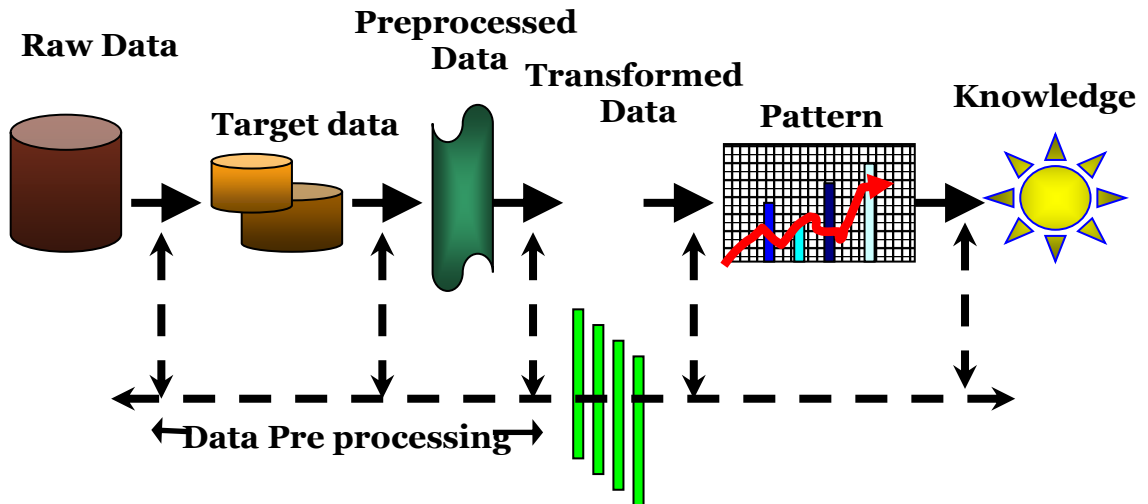 Raw Data
Target data
Preprocessed
Data
Transformed
Data
Pattern
Knowledge
Data Pre processing